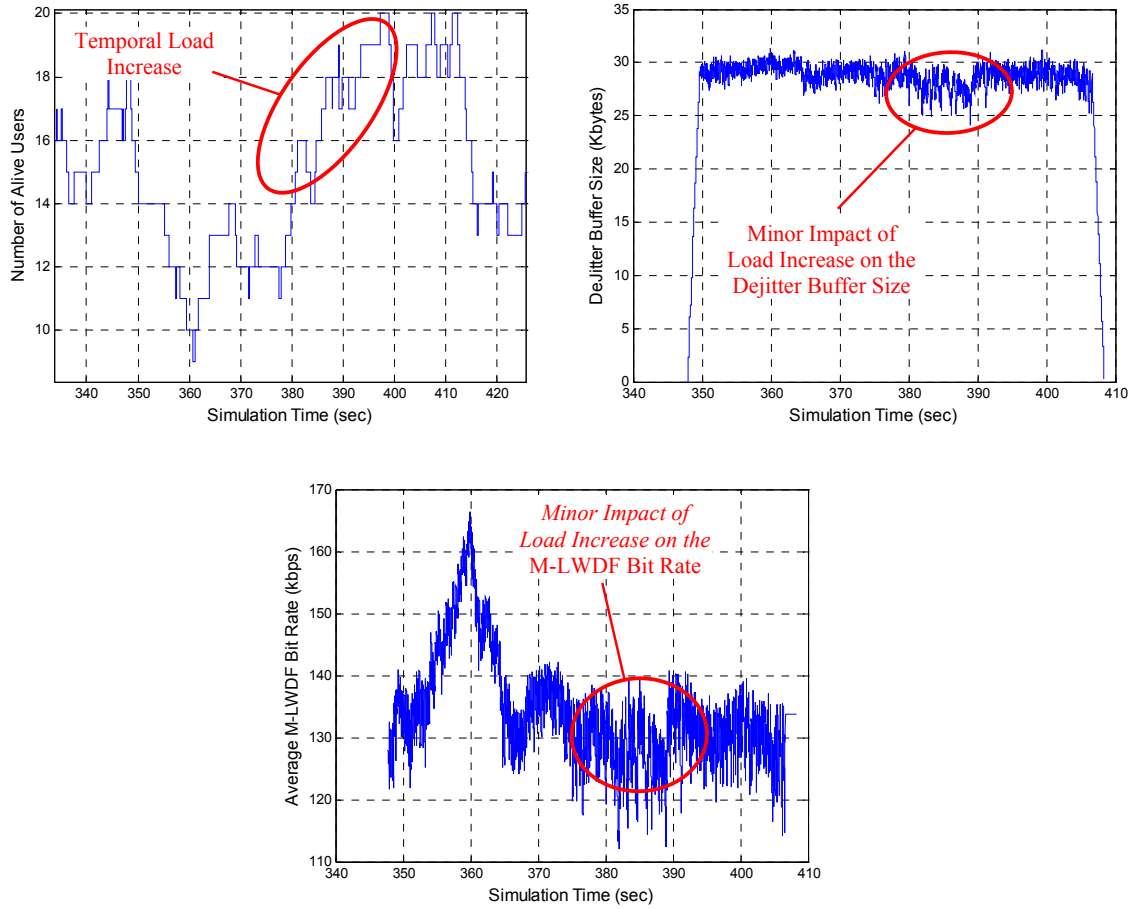 20
18
16
14
12
10
Number of Alive Users
Temporal Load
Increase
340 350 360 370 380 390 400 410 420
Simulation Time (sec)
35
30
25
20
15
10
5
0
DeJitter Buffer Size (Kbytes)
Minor Impact of
Load Increase on the
Dejitter Buffer Size
340 350 360 370 380 390 400 410
Simulation Time (sec)
170
160
150
140
130
120
110
Average M-LWDF Bit Rate (kbps)
Minor Impact of
Load Increase on the
M-LWDF Bit Rate
340 350 360 370 380 390 400 410
Simulation Time (sec)